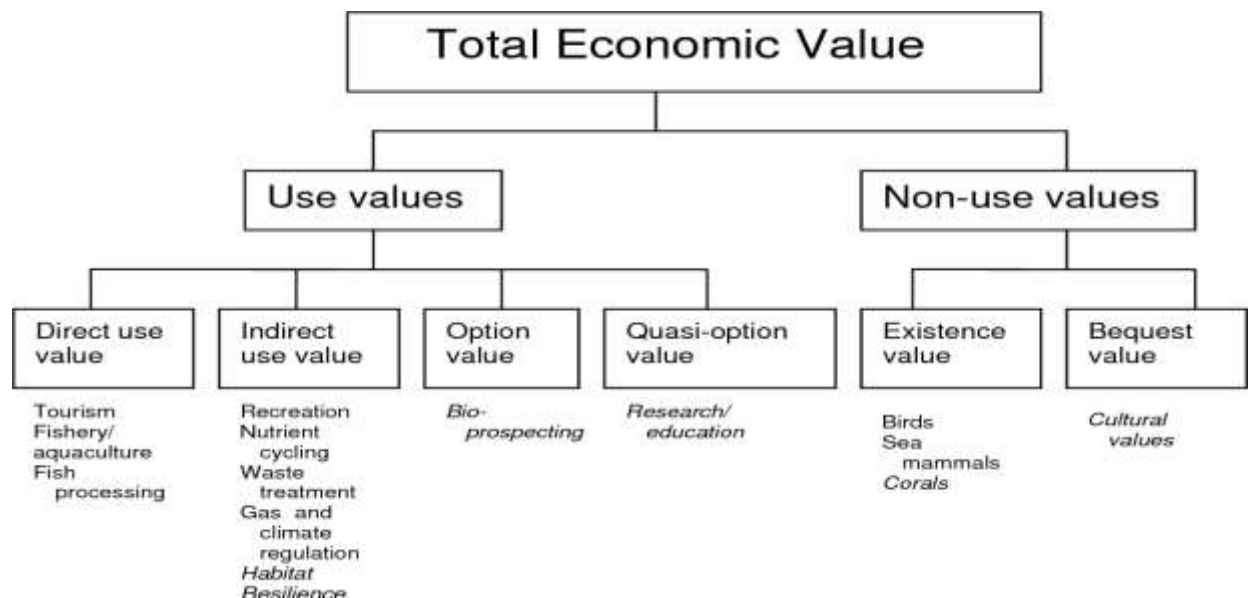 Total Economic Value
Use values
Non-use values
Direct use
value
Indirect
use value
Option
value
Quasi-option
value
Existence
value
Bequest
value
Tourism
Fishery/
aquaculture
Fish
processing
Recreation
Nutrient
cycling
Waste
treatment
Gas and
climate
regulation
Habitat
Resilience
Bio-
prospecting
Research/
education
Birds
Sea
mammals
Corals
Cultural
values